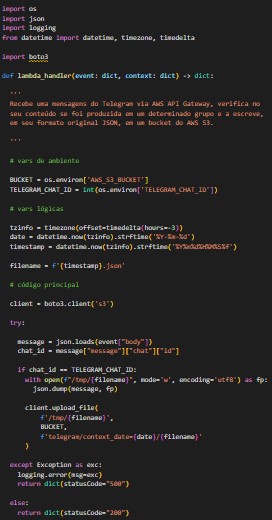 import os
import json
import logging
from datetime import datetime, timezone, timedelta
import boto3
def lambda_handler(event: dict, context: dict) -> dict:
'''
Recebe uma mensagens do Telegram via AWS API Gateway, verifica no
seu conteúdo se foi produzida em um determinado grupo e a escreve,
em seu formato original JSON, em um bucket do AWS S3.
'''
# vars de ambiente
BUCKET = os.environ['AWS_S3_BUCKET']
TELEGRAM_CHAT_ID = int(os.environ['TELEGRAM_CHAT_ID'])
# vars lógicas
tzinfo = timezone(offset=timedelta(hours=-3))
date = datetime.now(tzinfo).strftime('%Y-%m-%d')
timestamp = datetime.now(tzinfo).strftime('%Y%m%d%H%M%S%f')
filename = f'{timestamp}.json'
# código principal
client = boto3.client('s3')
try:
message = json.loads(event["body"])
chat_id = message["message"]["chat"]["id"]
if chat_id == TELEGRAM_CHAT_ID:
with open(f"/tmp/{filename}", mode='w', encoding='utf8') as fp:
json.dump(message, fp)
client.upload_file(
f'/tmp/{filename}',
BUCKET,
f'telegram/context_date={date}/{filename}'
)
except Exception as exc:
logging.error(msg=exc)
return dict(statusCode="500")
else:
return dict(statusCode="200")